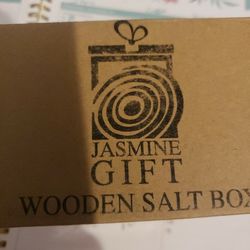 JASMINE
GIFT
WOODEN SALT BOX